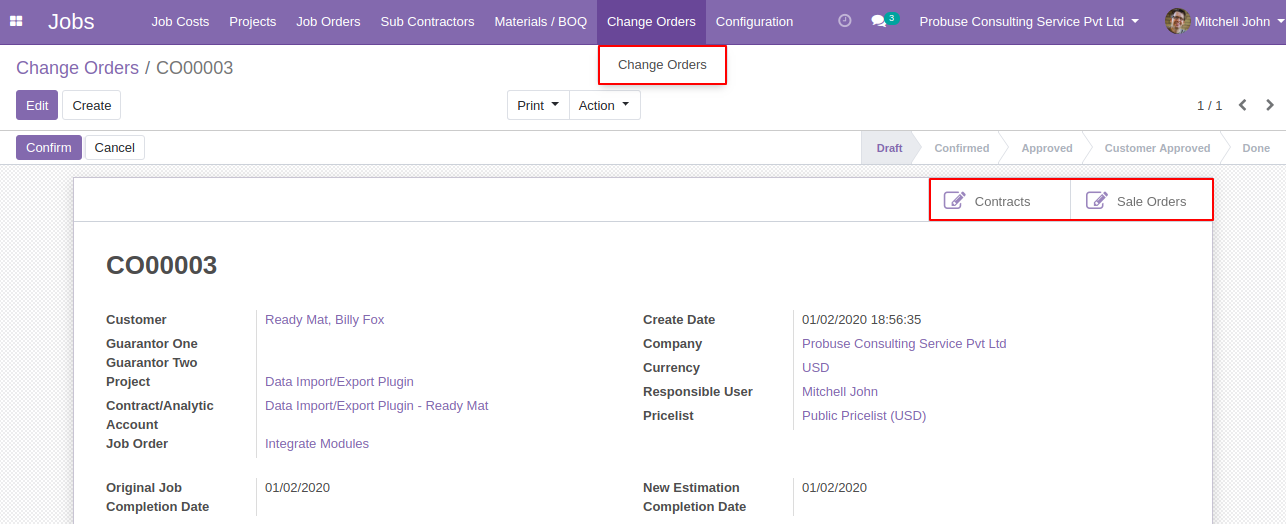 Jobs Job Costs Projects Job Orders Sub Contractors Materials / BOQ Change Orders Configuration 3 Probuse Consulting Service Pvt Ltd Mitchell John
Change Orders / CO00003
Change Orders
Edit Create Print Action 1 / 1
Confirm Cancel Draft Confirmed Approved Customer Approved Done
Contracts Sale Orders
CO00003
Customer Ready Mat, Billy Fox Create Date 01/02/2020 18:56:35
Guarantor One Company Probuse Consulting Service Pvt Ltd
Guarantor Two Currency USD
Project Data Import/Export Plugin Responsible User Mitchell John
Contract/Analytic Data Import/Export Plugin - Ready Mat Pricelist Public Pricelist (USD)
Account
Job Order Integrate Modules
Original Job 01/02/2020 New Estimation 01/02/2020
Completion Date Completion Date